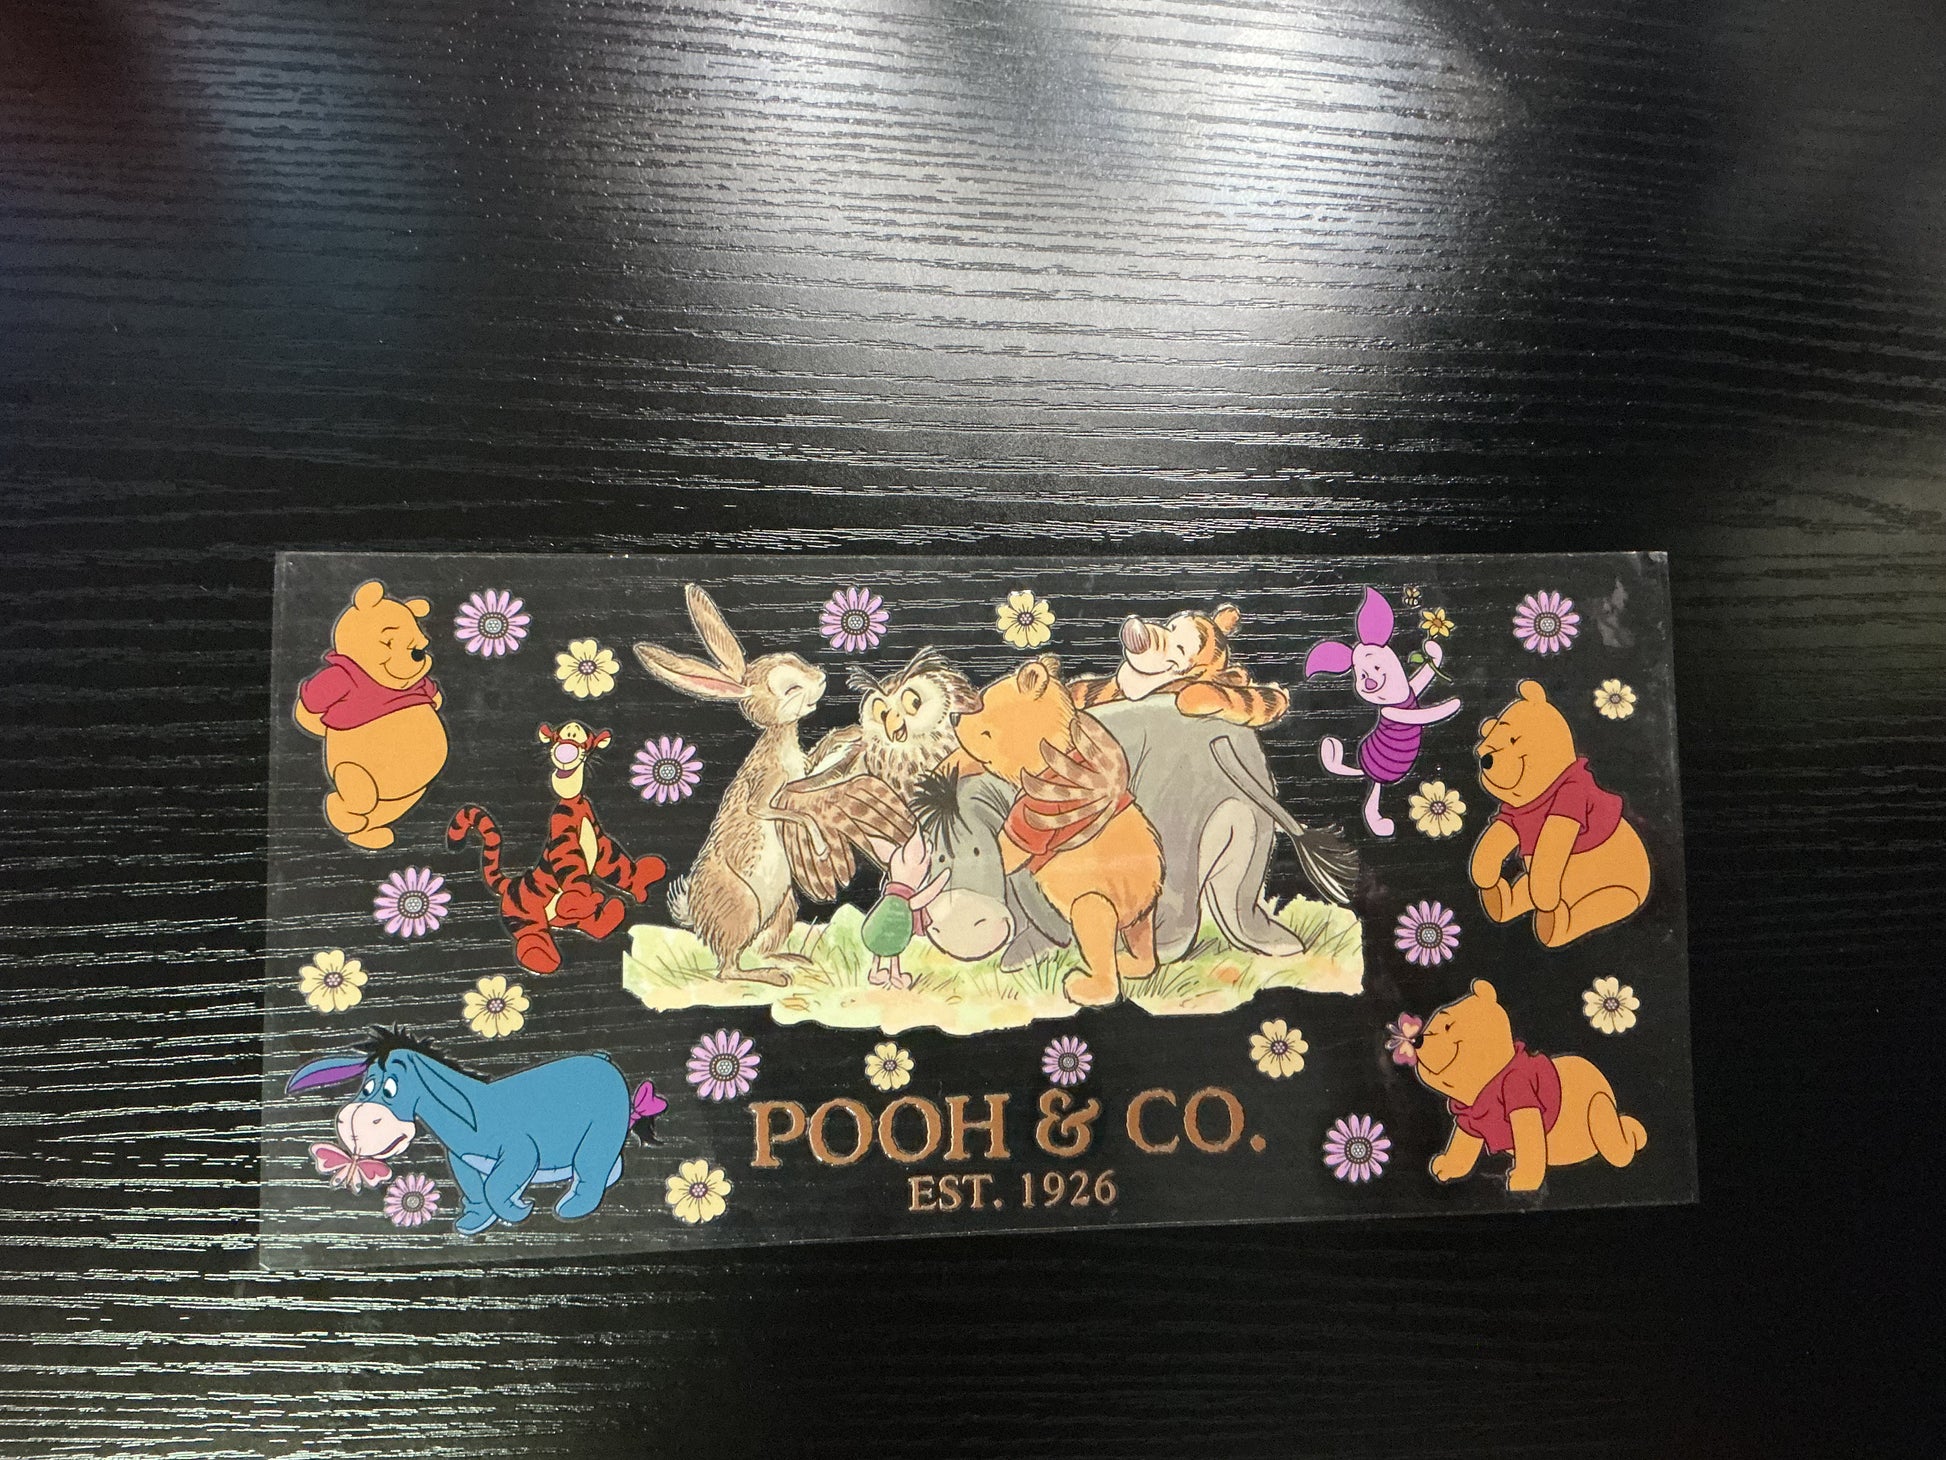 POOH & CO.
EST. 1926